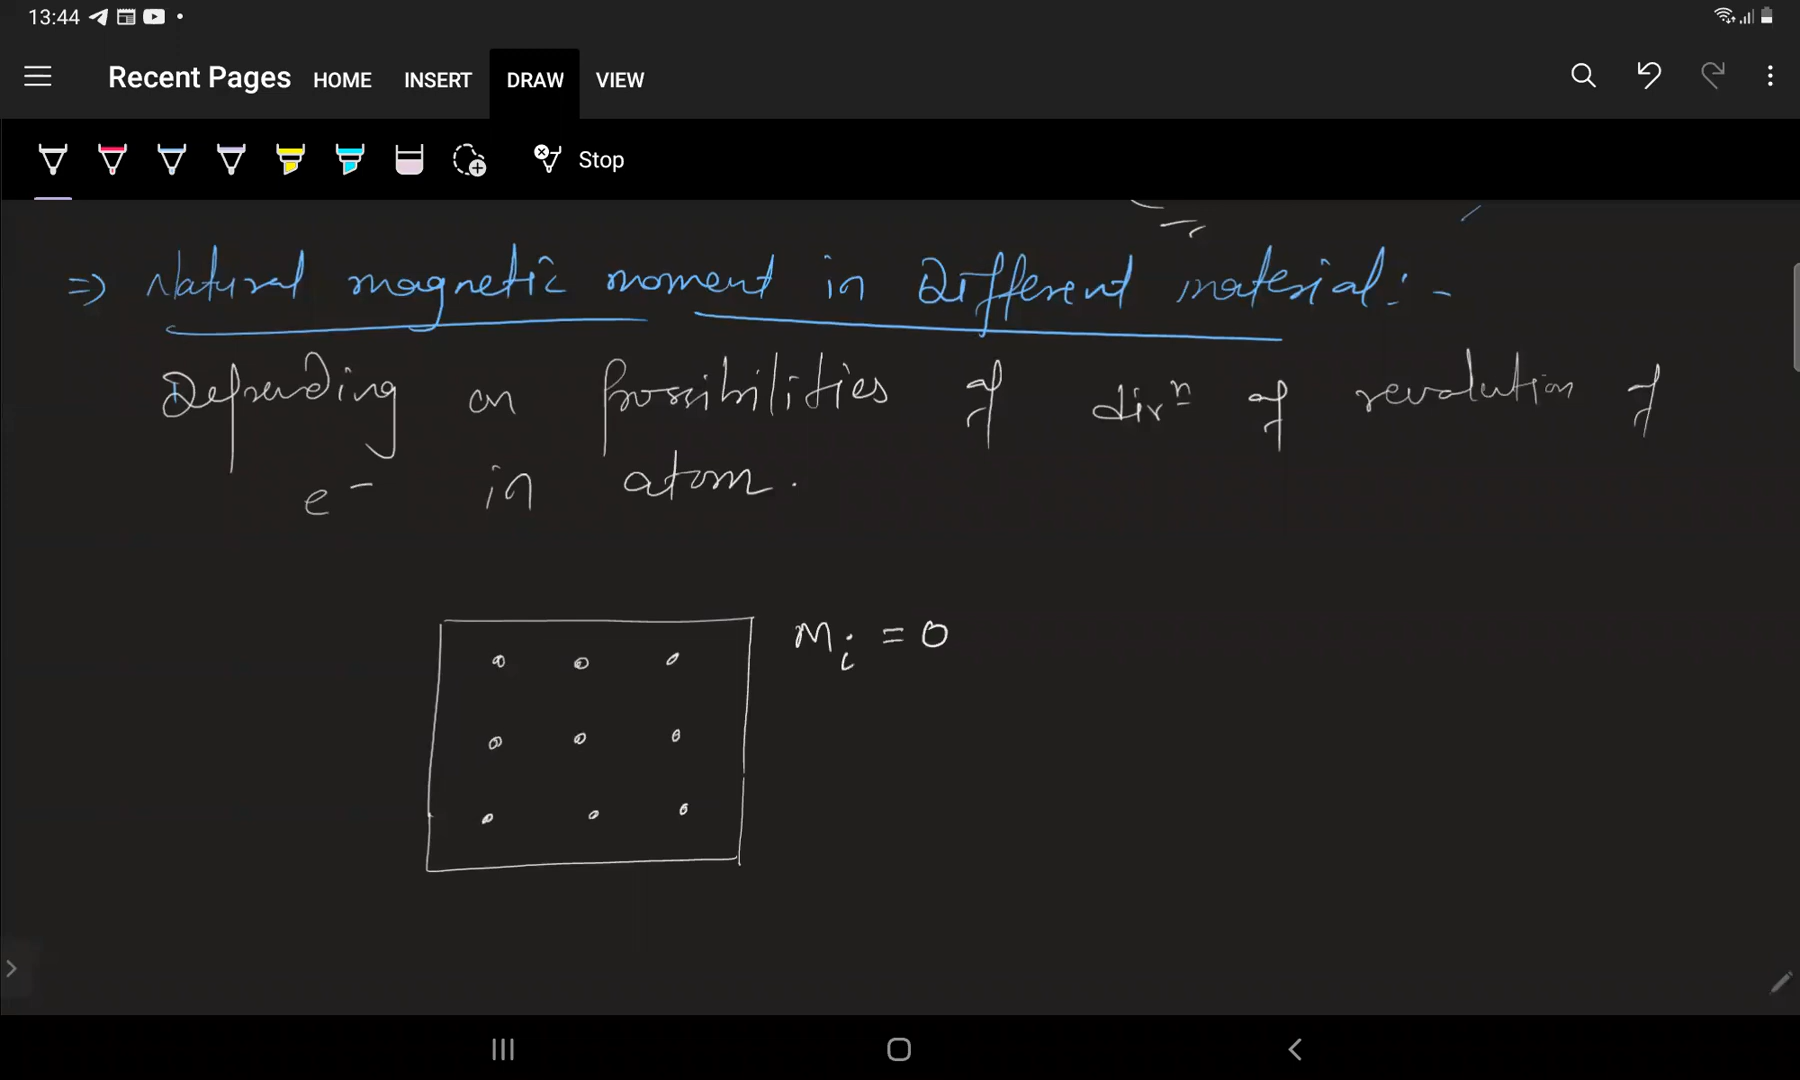 13:44
Recent Pages HOME INSERT DRAW VIEW
Stop
⇒ Natural magnetic moment in Different material :-
Depending on possibilities of dirⁿ of revolution of
e⁻ in atom.
Mᵢ = 0